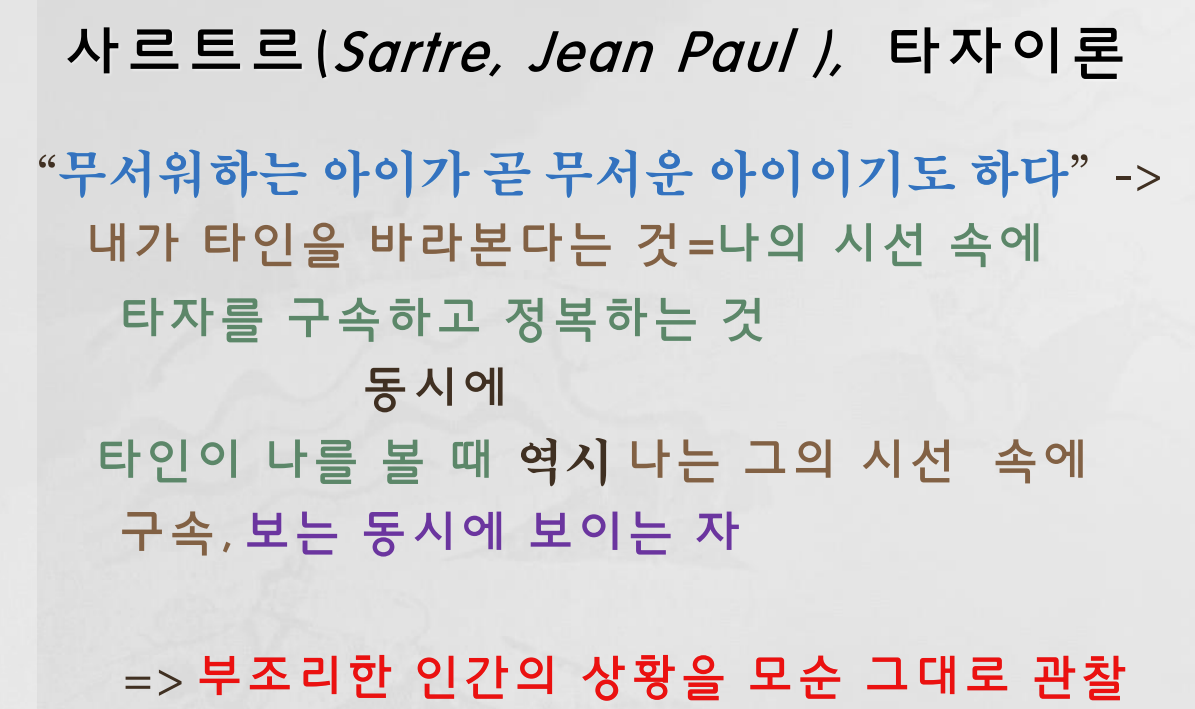 사르트르(Sartre, Jean Paul ), 타자이론
“무서워하는 아이가 곧 무서운 아이이기도 하다” ->
내가 타인을 바라본다는 것=나의 시선 속에
타자를 구속하고 정복하는 것
동시에
타인이 나를 볼 때 역시 나는 그의 시선 속에
구속, 보는 동시에 보이는 자
=> 부조리한 인간의 상황을 모순 그대로 관찰